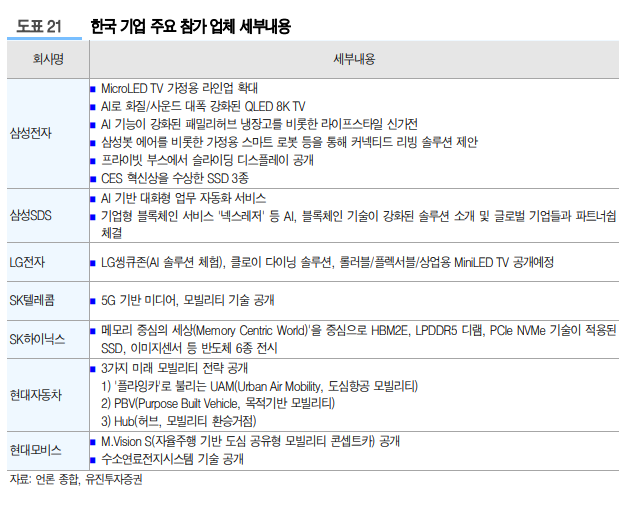 도표 21 한국 기업 주요 참가 업체 세부내용
회사명 세부내용
삼성전자
■ MicroLED TV 가정용 라인업 확대
■ AI로 화질/사운드 대폭 강화된 QLED 8K TV
■ AI 기능이 강화된 패밀리허브 냉장고를 비롯한 라이프스타일 신가전
■ 삼성봇 에어를 비롯한 가정용 스마트 로봇 등을 통해 커넥티드 리빙 솔루션 제안
■ 프라이빗 부스에서 슬라이딩 디스플레이 공개
■ CES 혁신상을 수상한 SSD 3종
삼성SDS
■ AI 기반 대화형 업무 자동화 서비스
■ 기업형 블록체인 서비스 '넥스레저' 등 AI, 블록체인 기술이 강화된 솔루션 소개 및 글로벌 기업들과 파트너쉽
체결
LG전자
■ LG씽큐존(AI 솔루션 체험), 클로이 다이닝 솔루션, 롤러블/플렉서블/상업용 MiniLED TV 공개예정
SK텔레콤
■ 5G 기반 미디어, 모빌리티 기술 공개
SK하이닉스
■ 메모리 중심의 세상(Memory Centric World)'을 중심으로 HBM2E, LPDDR5 디램, PCIe NVMe 기술이 적용된
SSD, 이미지센서 등 반도체 6종 전시
현대자동차
■ 3가지 미래 모빌리티 전략 공개
1) '플라잉카'로 불리는 UAM(Urban Air Mobility, 도심항공 모빌리티)
2) PBV(Purpose Built Vehicle, 목적기반 모빌리티)
3) Hub(허브, 모빌리티 환승거점)
현대모비스
■ M.Vision S(자율주행 기반 도심 공유형 모빌리티 콘셉트카) 공개
■ 수소연료전지시스템 기술 공개
자료: 언론 종합, 유진투자증권